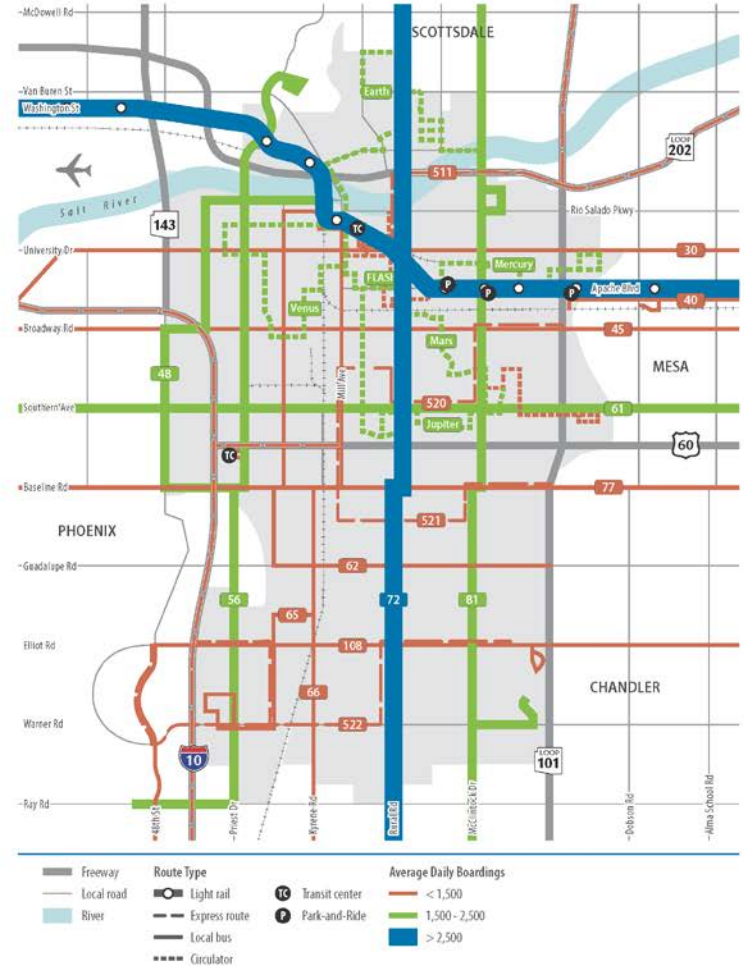 McDowell Rd
SCOTTSDALE
Van Buren St
Earth
Washington St
LOOP
202
511
Salt River
143
Rio Salado Pkwy
TC
University Dr
30
Mercury
FLASH
P
Apache Blvd
P
P
40
Venus
Broadway Rd
45
Mars
48
Mill Ave
MESA
520
Southern Ave
61
Jupiter
60
TC
Baseline Rd
77
PHOENIX
521
Guadalupe Rd
62
56
72
81
65
Elliot Rd
108
66
CHANDLER
Warner Rd
522
10
LOOP
101
Ray Rd
48th St
Priest Dr
Kyrene Rd
Rural Rd
McClintock Dr
Dobson Rd
Alma School Rd
Freeway
Local road
River
Route Type
Light rail
Express route
Local bus
Circulator
TC Transit center
P Park-and-Ride
Average Daily Boardings
< 1,500
1,500 - 2,500
> 2,500